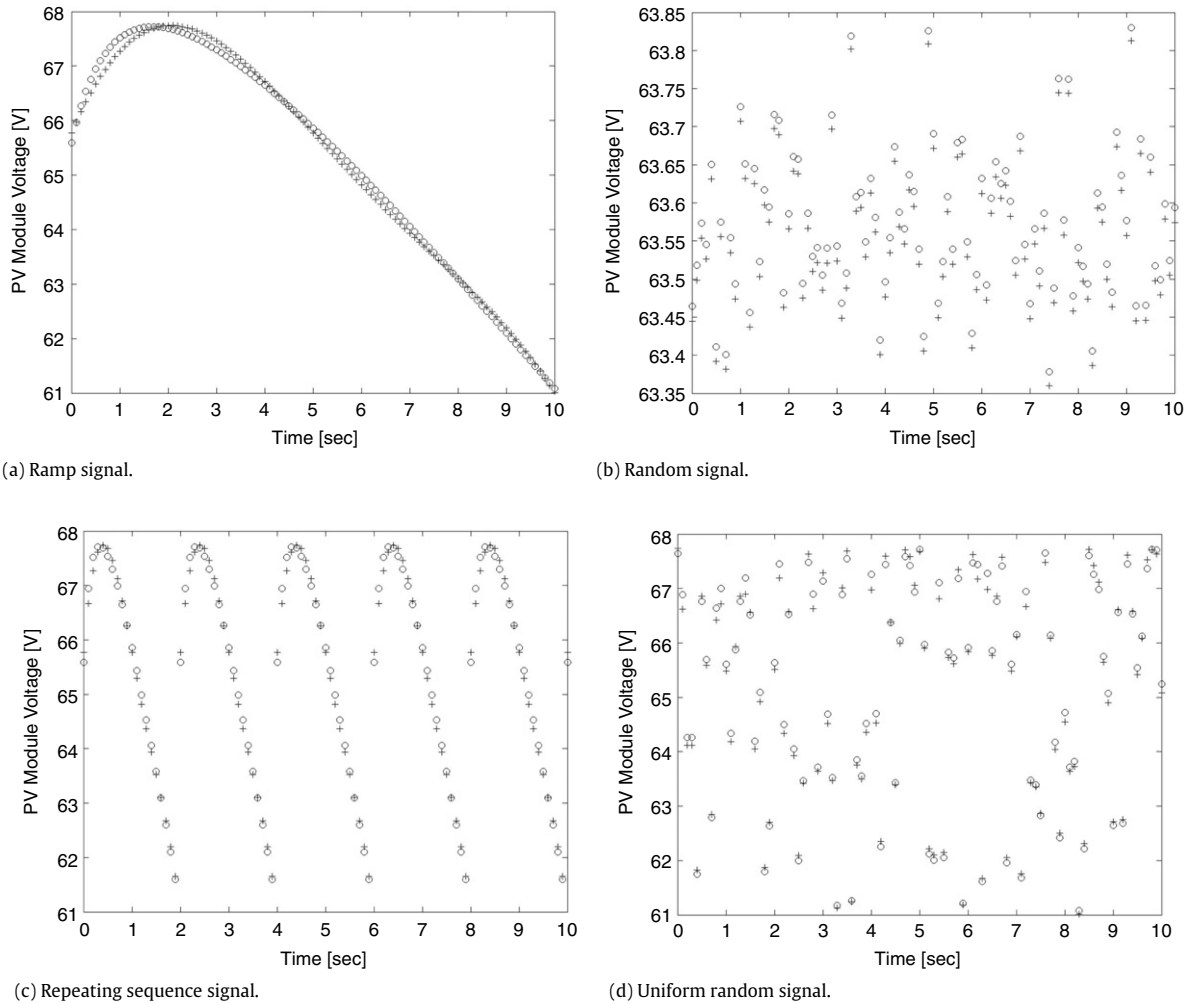 68
67
66
65
64
63
62
61
PV Module Voltage [V]
0 1 2 3 4 5 6 7 8 9 10
Time [sec]
(a) Ramp signal.
63.85
63.8
63.75
63.7
63.65
63.6
63.55
63.5
63.45
63.4
63.35
PV Module Voltage [V]
0 1 2 3 4 5 6 7 8 9 10
Time [sec]
(b) Random signal.
68
67
66
65
64
63
62
61
PV Module Voltage [V]
0 1 2 3 4 5 6 7 8 9 10
Time [sec]
(c) Repeating sequence signal.
68
67
66
65
64
63
62
61
PV Module Voltage [V]
0 1 2 3 4 5 6 7 8 9 10
Time [sec]
(d) Uniform random signal.